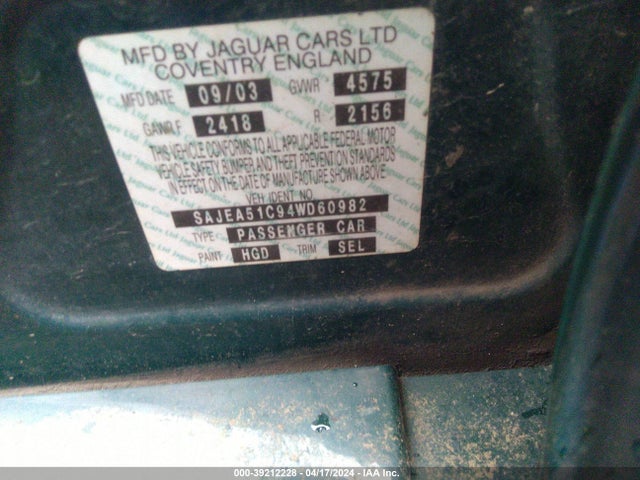 MFD BY JAGUAR CARS LTD
COVENTRY ENGLAND
MFD DATE 09/03 GVWR 4575
GAWR F 2418 R 2156
THIS VEHICLE CONFORMS TO ALL APPLICABLE FEDERAL MOTOR
VEHICLE SAFETY BUMPER AND THEFT PREVENTION STANDARDS
IN EFFECT ON THE DATE OF MANUFACTURE SHOWN ABOVE
VEH IDENT NO
SAJEA51C94WD60982
TYPE PASSENGER CAR
PAINT HGD TRIM SEL
000-39212228 - 04/17/2024 - IAA Inc.